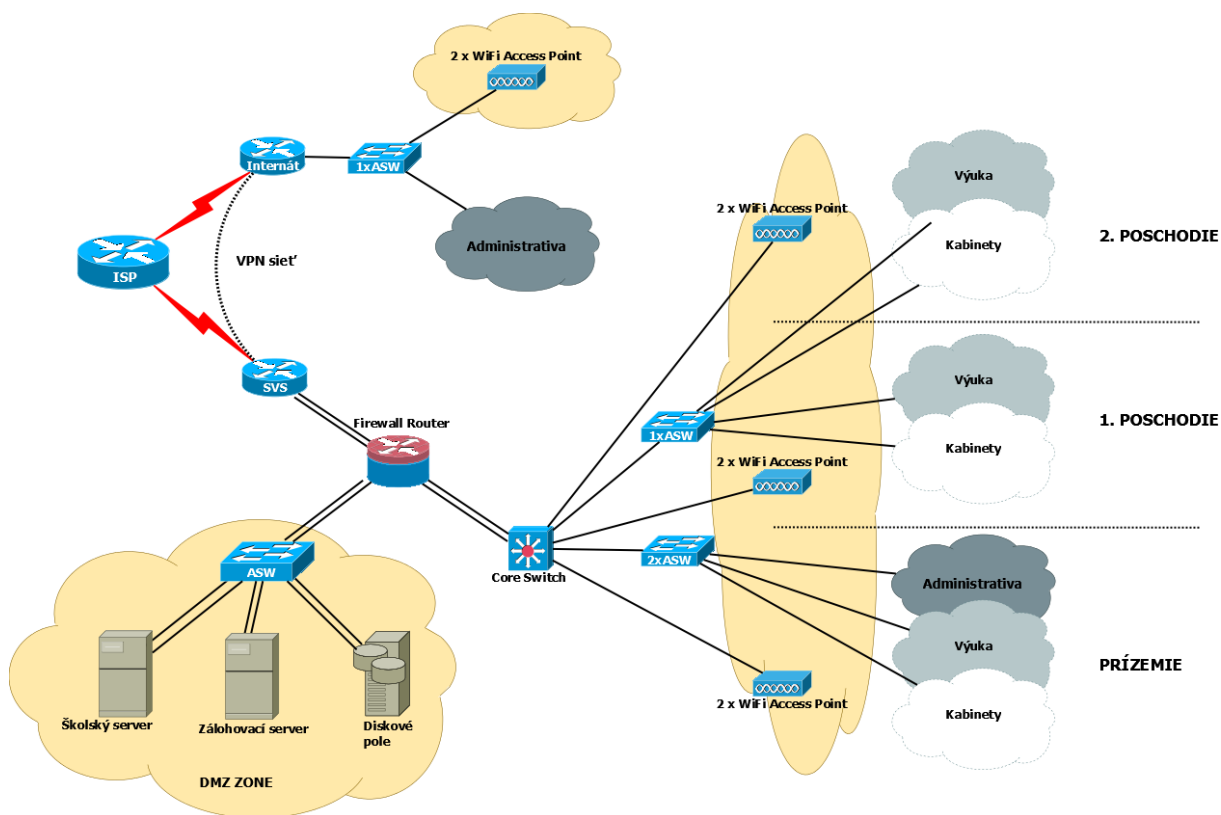 2 x WiFi Access Point
Internát
1xASW
Administrativa
VPN sieť
ISP
SVS
Firewall Router
ASW
Core Switch
Školský server
Zálohovací server
Diskové
pole
DMZ ZONE
2 x WiFi Access Point
Výuka
Kabinety
2. POSCHODIE
1xASW
Výuka
Kabinety
1. POSCHODIE
2 x WiFi Access Point
2xASW
Administrativa
Výuka
Kabinety
PRÍZEMIE
2 x WiFi Access Point